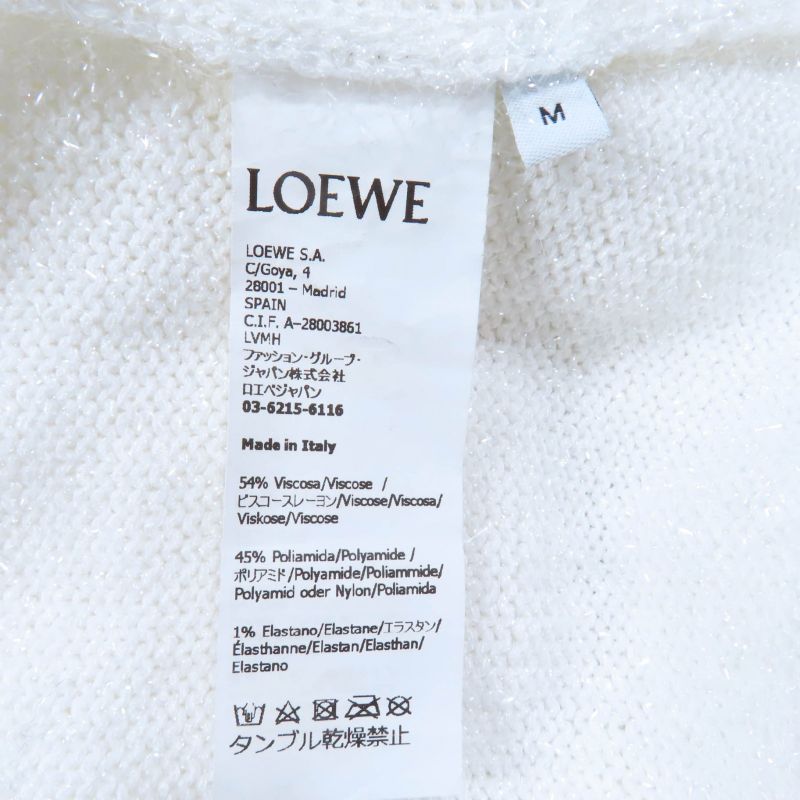 M
LOEWE
LOEWE S.A.
C/Goya, 4
28001 – Madrid
SPAIN
C.I.F. A–28003861
LVMH
ファッション・グループ・
ジャパン株式会社
ロエベジャパン
03-6215-6116
Made in Italy
54% Viscosa/Viscose /
ビスコースレーヨン/Viscose/Viscosa/
Viskose/Viscose
45% Poliamida/Polyamide /
ポリアミド/Polyamide/Poliammide/
Polyamid oder Nylon/Poliamida
1% Elastano/Elastane/エラスタン/
Élasthanne/Elastan/Elasthan/
Elastano
タンブル乾燥禁止